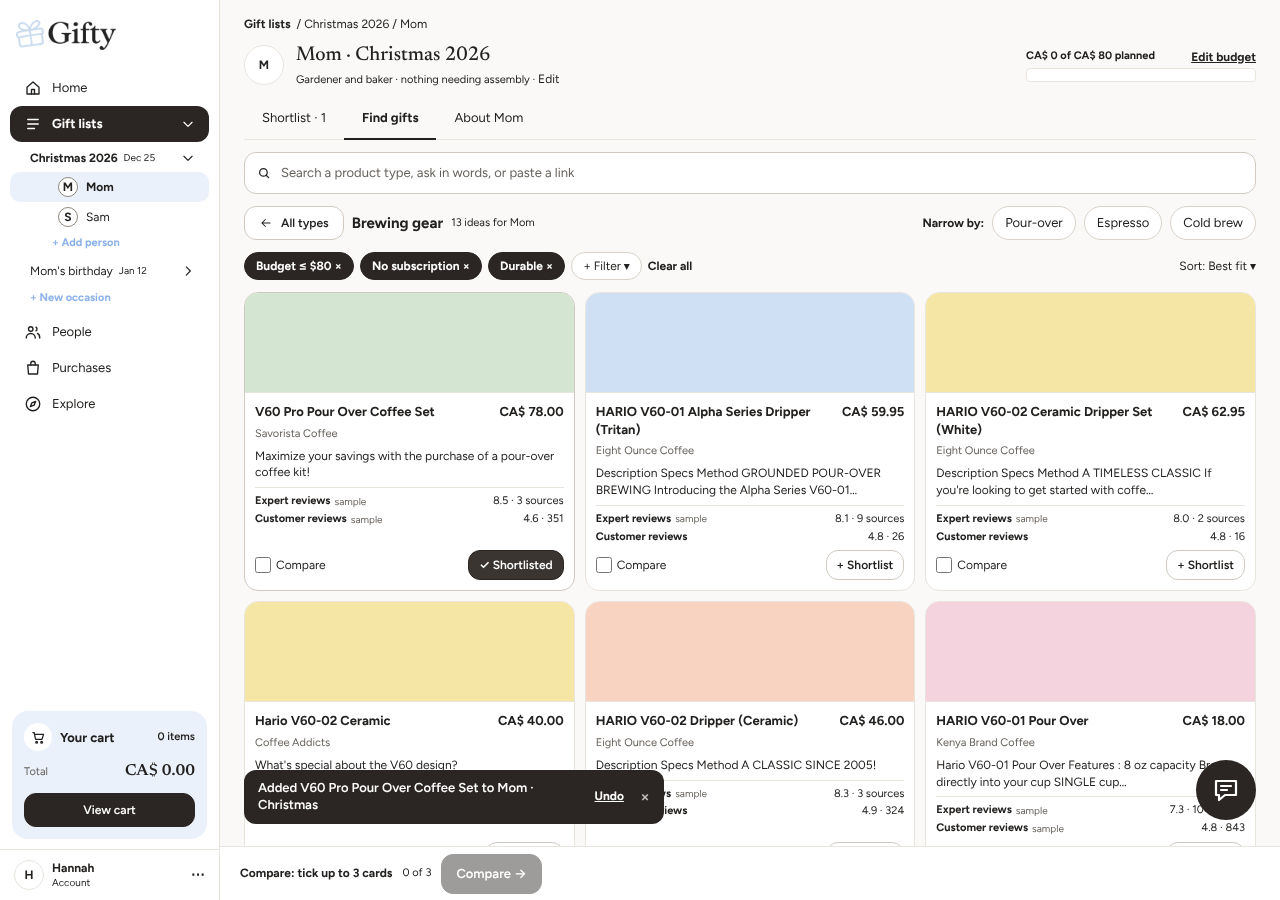 Gifty
Home
Gift lists
Christmas 2026 Dec 25
M Mom
S Sam
+ Add person
Mom's birthday Jan 12
+ New occasion
People
Purchases
Explore
Your cart 0 items
Total CA$ 0.00
View cart
H Hannah
Account
Gift lists / Christmas 2026 / Mom
M
Mom · Christmas 2026
Gardener and baker · nothing needing assembly · Edit
CA$ 0 of CA$ 80 planned Edit budget
Shortlist · 1 Find gifts About Mom
Search a product type, ask in words, or paste a link
← All types Brewing gear 13 ideas for Mom
Narrow by: Pour-over Espresso Cold brew
Budget ≤ $80 × No subscription × Durable × + Filter ▾ Clear all
Sort: Best fit ▾
V60 Pro Pour Over Coffee Set CA$ 78.00
Savorista Coffee
Maximize your savings with the purchase of a pour-over
coffee kit!
Expert reviews sample 8.5 · 3 sources
Customer reviews sample 4.6 · 351
Compare ✓ Shortlisted
HARIO V60-01 Alpha Series Dripper CA$ 59.95
(Tritan)
Eight Ounce Coffee
Description Specs Method GROUNDED POUR-OVER
BREWING Introducing the Alpha Series V60-01...
Expert reviews sample 8.1 · 9 sources
Customer reviews 4.8 · 26
Compare + Shortlist
HARIO V60-02 Ceramic Dripper Set CA$ 62.95
(White)
Eight Ounce Coffee
Description Specs Method A TIMELESS CLASSIC If
you're looking to get started with coffe...
Expert reviews sample 8.0 · 2 sources
Customer reviews 4.8 · 16
Compare + Shortlist
Hario V60-02 Ceramic CA$ 40.00
Coffee Addicts
What's special about the V60 design?
HARIO V60-02 Dripper (Ceramic) CA$ 46.00
Eight Ounce Coffee
Description Specs Method A CLASSIC SINCE 2005!
sample 8.3 · 3 sources
4.9 · 324
HARIO V60-01 Pour Over CA$ 18.00
Kenya Brand Coffee
Hario V60-01 Pour Over Features : 8 oz capacity
directly into your cup SINGLE cup...
Expert reviews sample 7.3 ·
Customer reviews sample 4.8 · 843
Added V60 Pro Pour Over Coffee Set to Mom ·
Christmas
Undo ×
Compare: tick up to 3 cards 0 of 3 Compare →